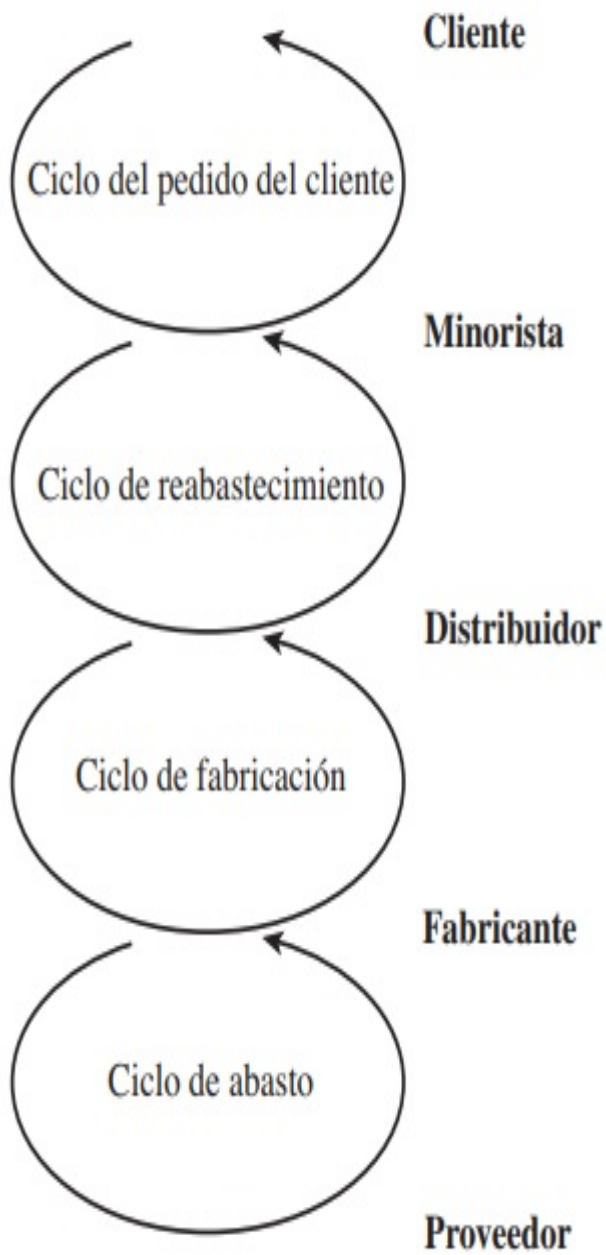 Cliente
Ciclo del pedido del cliente
Minorista
Ciclo de reabastecimiento
Distribuidor
Ciclo de fabricación
Fabricante
Ciclo de abasto
Proveedor